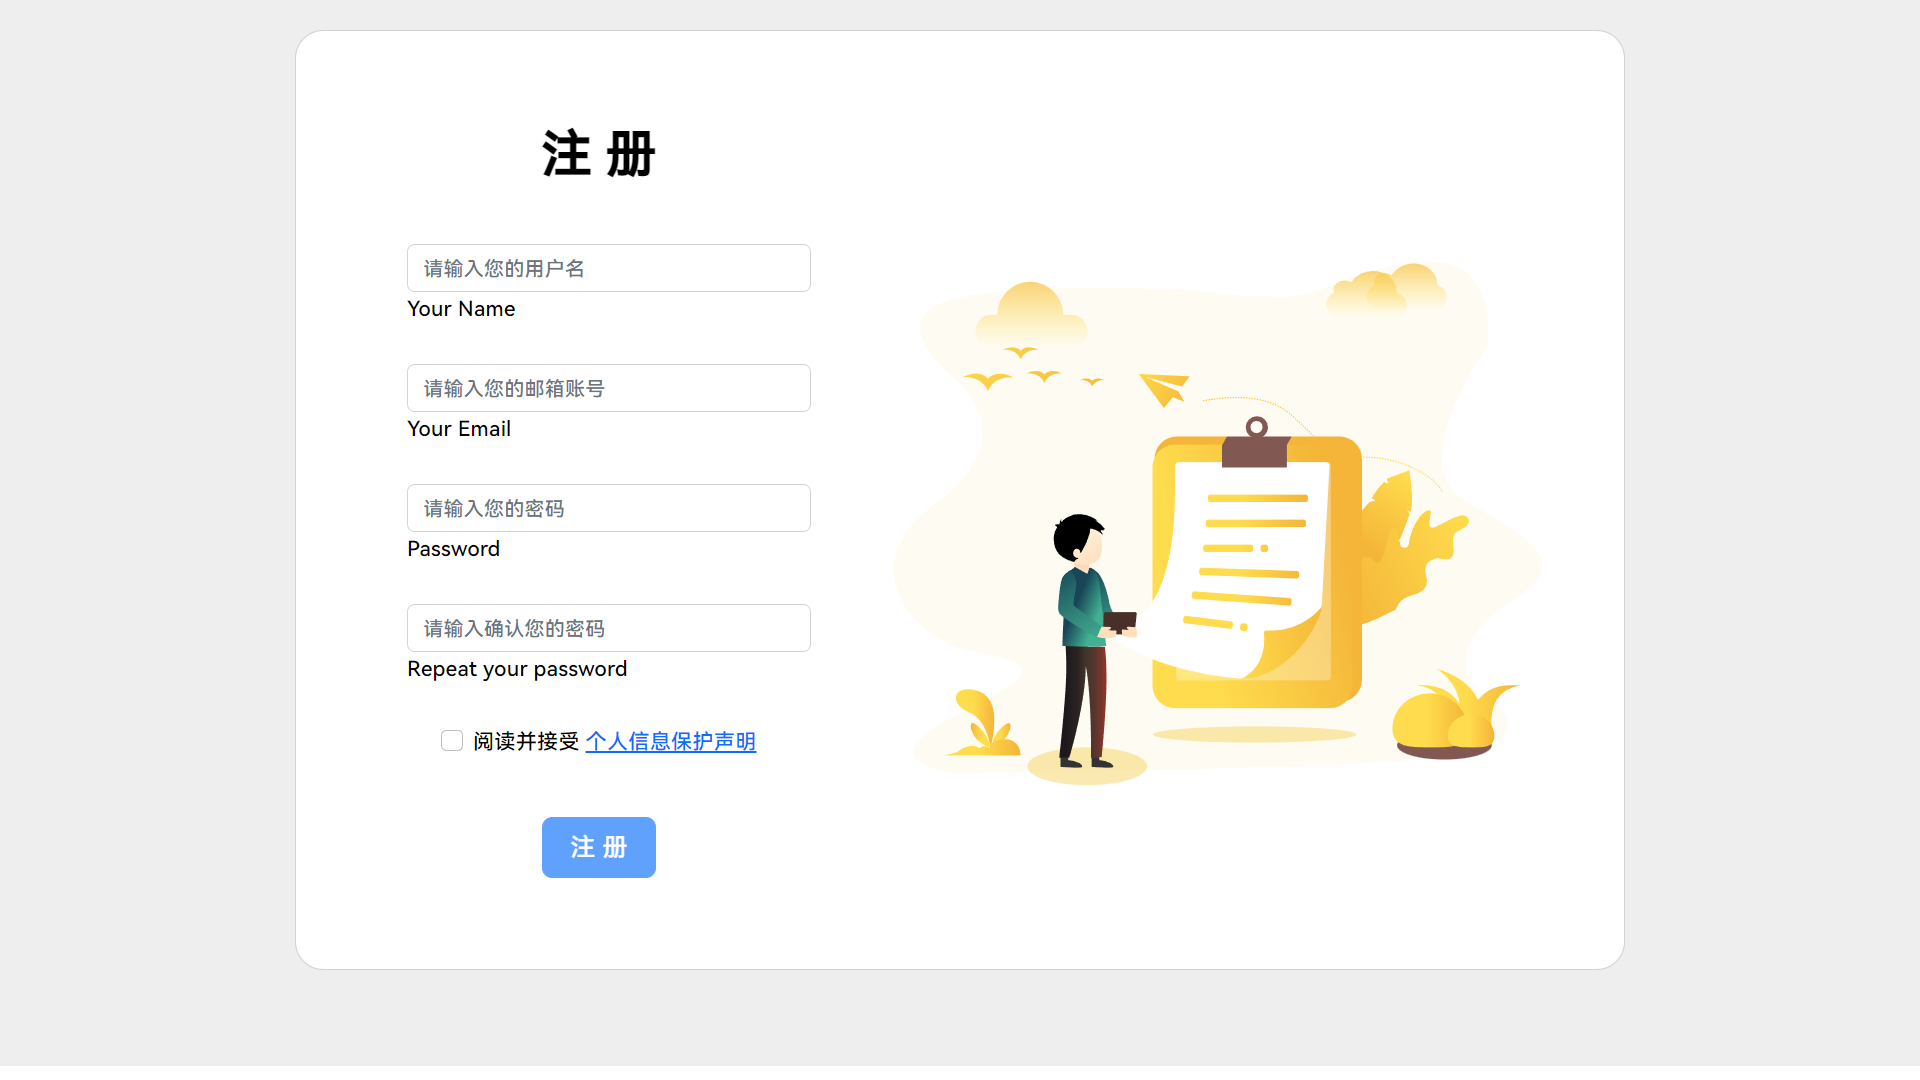 注 册
请输入您的用户名
Your Name
请输入您的邮箱账号
Your Email
请输入您的密码
Password
请输入确认您的密码
Repeat your password
阅读并接受 个人信息保护声明
注 册